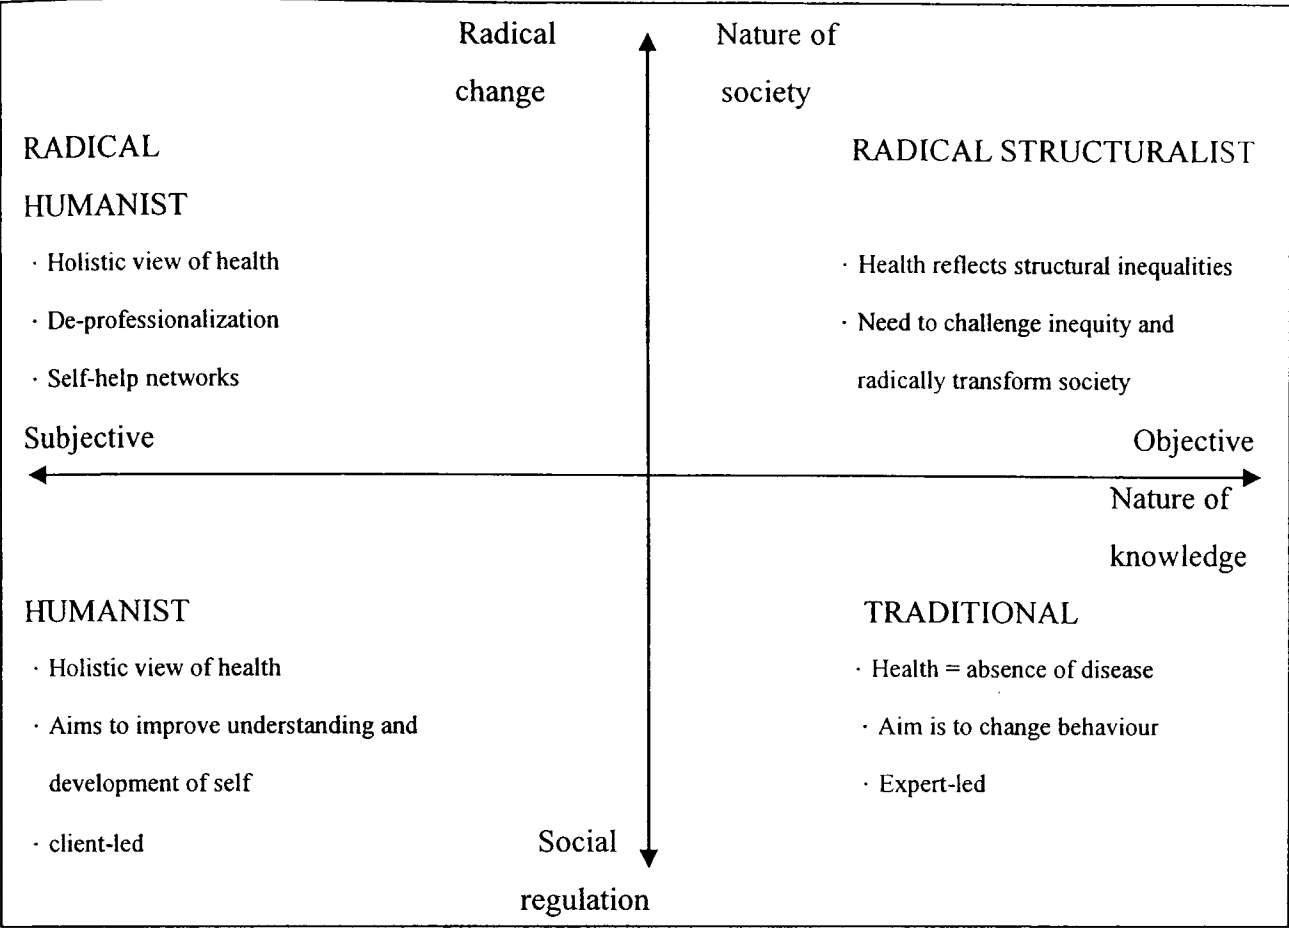 Radical
change
Nature of
society
RADICAL
HUMANIST
· Holistic view of health
· De-professionalization
· Self-help networks
RADICAL STRUCTURALIST
· Health reflects structural inequalities
· Need to challenge inequity and
radically transform society
Subjective
Objective
Nature of
knowledge
HUMANIST
· Holistic view of health
· Aims to improve understanding and
development of self
· client-led
TRADITIONAL
· Health = absence of disease
· Aim is to change behaviour
· Expert-led
Social
regulation